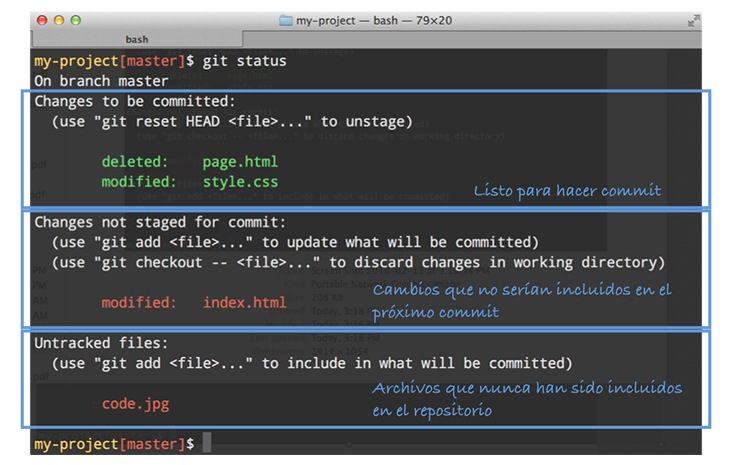 my-project — bash — 79×20
bash
my-project[master]$ git status
On branch master
Changes to be committed:
(use "git reset HEAD <file>..." to unstage)
deleted: page.html
modified: style.css
Listo para hacer commit
Changes not staged for commit:
(use "git add <file>..." to update what will be committed)
(use "git checkout -- <file>..." to discard changes in working directory)
modified: index.html
Cambios que no serían incluidos en el
próximo commit
Untracked files:
(use "git add <file>..." to include in what will be committed)
code.jpg
Archivos que nunca han sido incluidos
en el repositorio
my-project[master]$